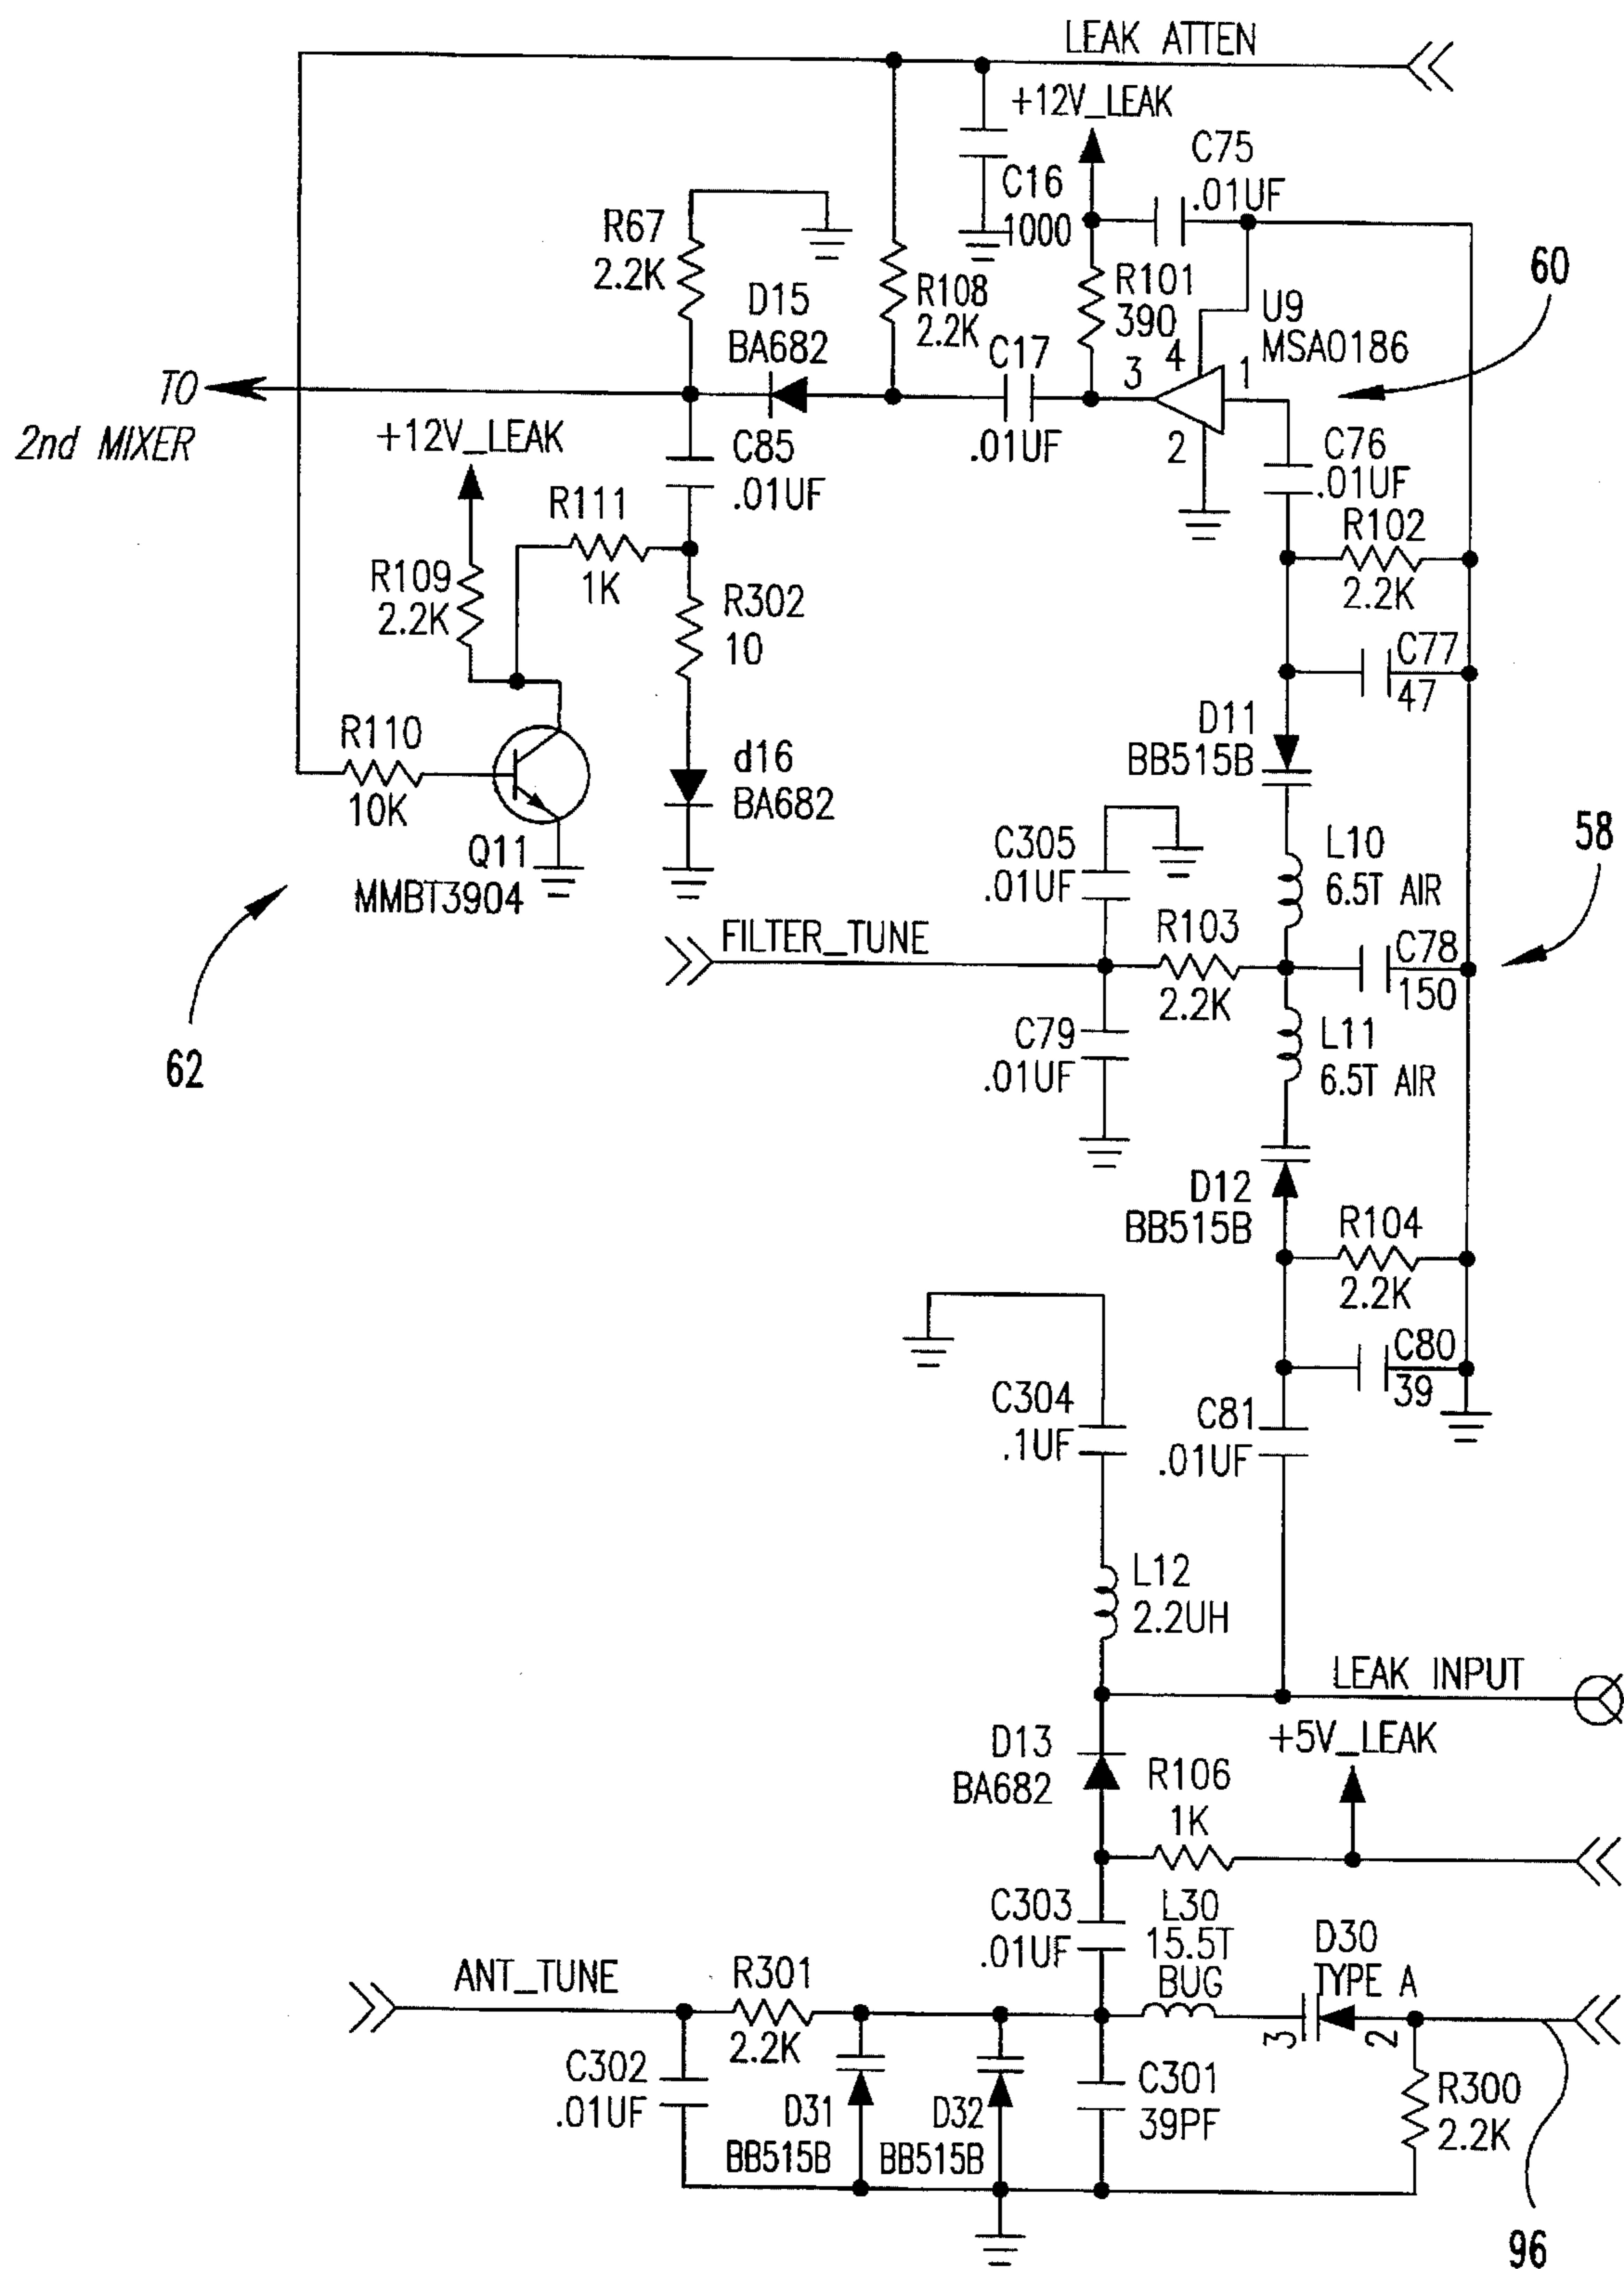 LEAK ATTEN
+12V_LEAK
C75
.01UF
C16
1000
R67
2.2K
R101
390
R108
2.2K
60
U9
MSA0186
D15
BA682
C17
.01UF
3
4
1
2
TO
2nd MIXER
+12V_LEAK
C85
.01UF
C76
.01UF
R111
1K
R102
2.2K
R109
2.2K
R302
10
C77
47
D11
BB515B
R110
10K
d16
BA682
Q11
MMBT3904
C305
.01UF
L10
6.5T AIR
58
FILTER_TUNE
R103
2.2K
C78
150
62
C79
.01UF
L11
6.5T AIR
D12
BB515B
R104
2.2K
C80
39
C304
.1UF
C81
.01UF
L12
2.2UH
LEAK INPUT
D13
BA682
+5V_LEAK
R106
1K
C303
.01UF
L30
15.5T
BUG
D30
TYPE A
ANT_TUNE
R301
2.2K
3
2
C302
.01UF
D31
BB515B
D32
BB515B
C301
39PF
R300
2.2K
96